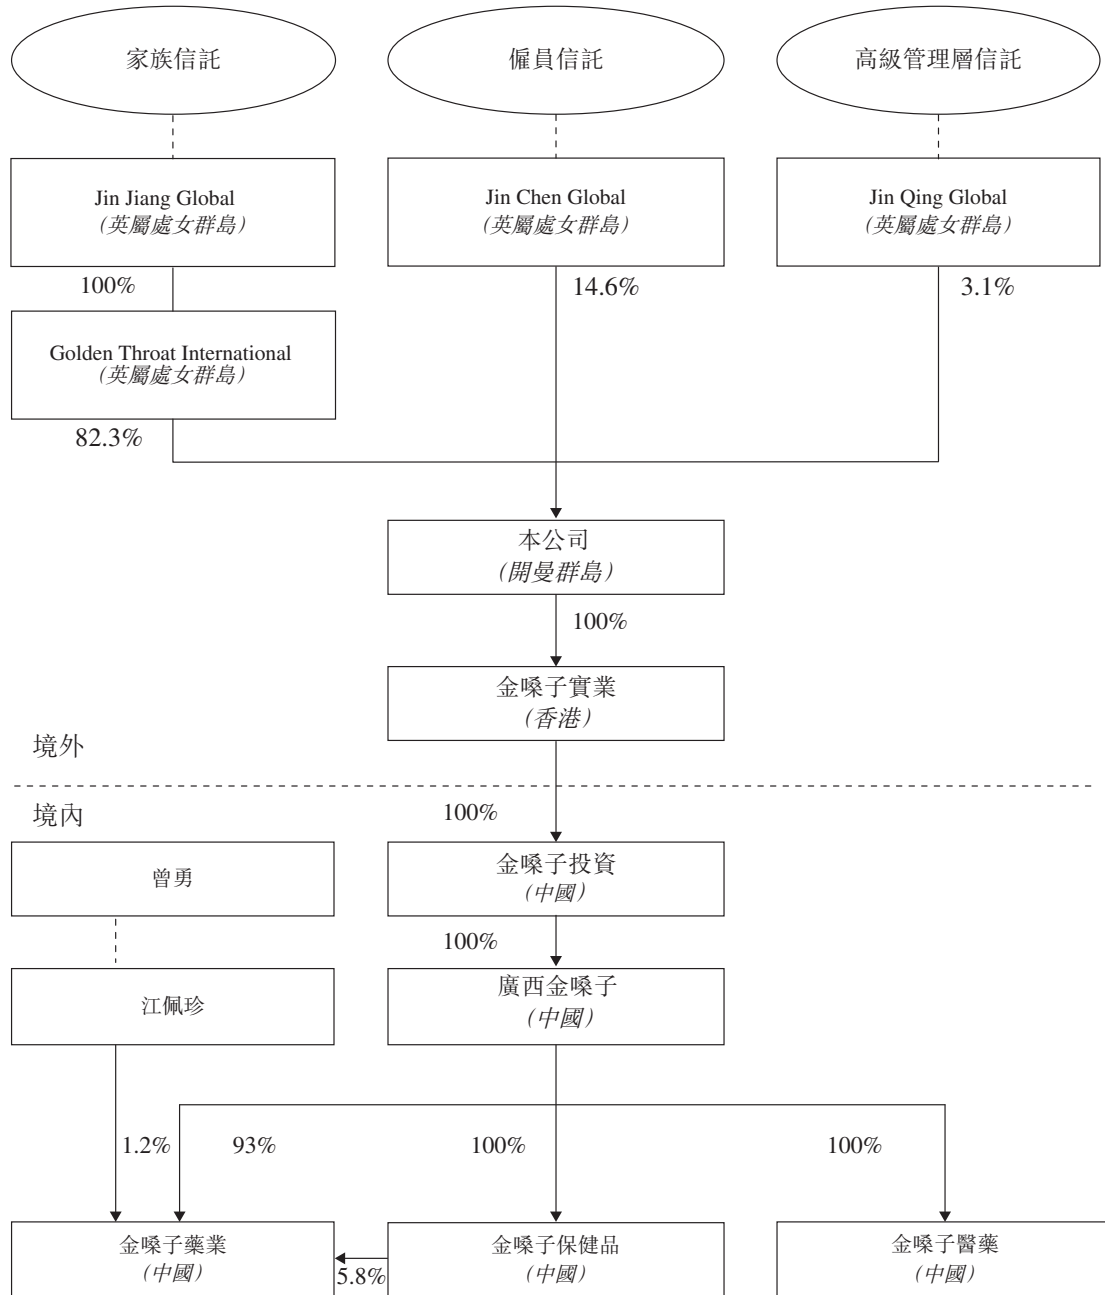 家族信託
僱員信託
高級管理層信託
Jin Jiang Global
(英屬處女群島)
Jin Chen Global
(英屬處女群島)
Jin Qing Global
(英屬處女群島)
100%
14.6%
3.1%
Golden Throat International
(英屬處女群島)
82.3%
本公司
(開曼群島)
100%
金嗓子實業
(香港)
境外
境內
100%
曾勇
金嗓子投資
(中國)
100%
江佩珍
廣西金嗓子
(中國)
1.2%
93%
100%
100%
金嗓子藥業
(中國)
5.8%
金嗓子保健品
(中國)
金嗓子醫藥
(中國)